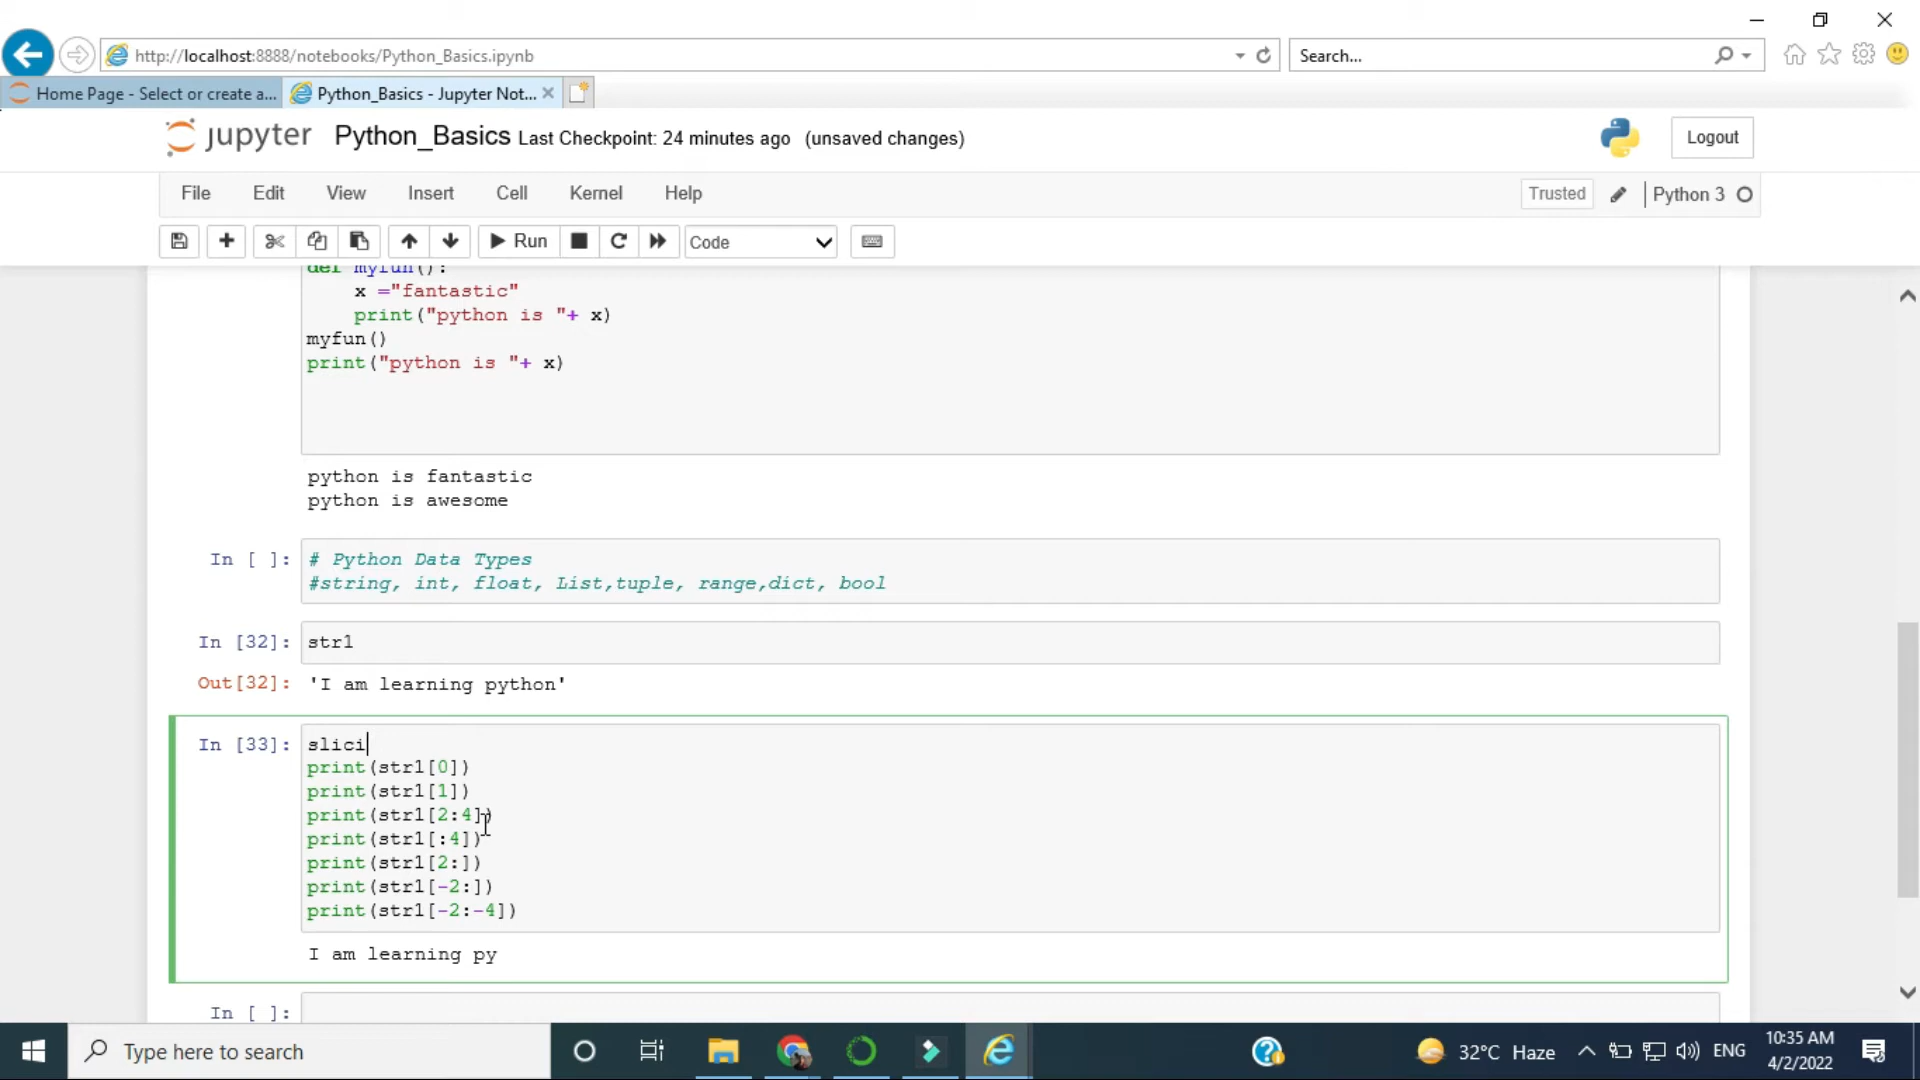 http://localhost:8888/notebooks/Python_Basics.ipynb
Search...
Home Page - Select or create a...
Python_Basics - Jupyter Not...
jupyter Python_Basics Last Checkpoint: 24 minutes ago (unsaved changes)
Logout
File Edit View Insert Cell Kernel Help
Trusted
Python 3
Run
Code
def myfun():
x ="fantastic"
print("python is "+ x)
myfun()
print("python is "+ x)
python is fantastic
python is awesome
In [ ]: # Python Data Types
#string, int, float, List,tuple, range,dict, bool
In [32]: str1
Out[32]: 'I am learning python'
In [33]: slici
print(str1[0])
print(str1[1])
print(str1[2:4])
print(str1[:4])
print(str1[2:])
print(str1[-2:])
print(str1[-2:-4])
I am learning py
In [ ]:
Type here to search
32°C Haze
ENG
10:35 AM
4/2/2022